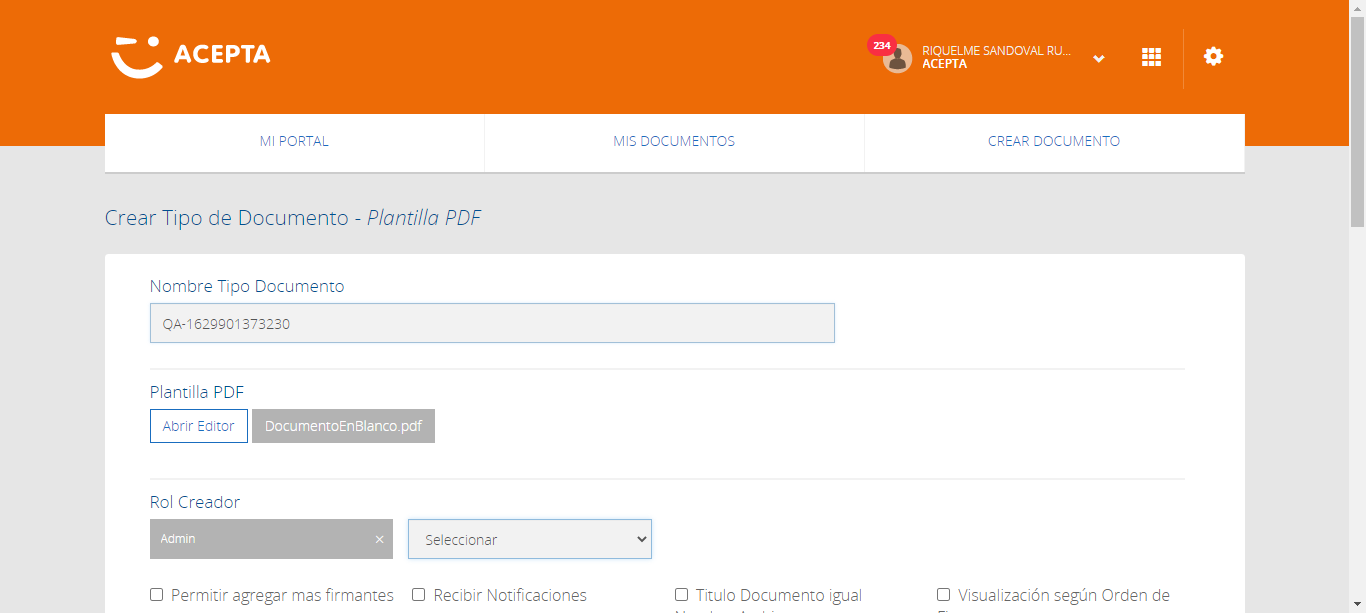 ACEPTA
234
RIQUELME SANDOVAL RU...
ACEPTA
MI PORTAL
MIS DOCUMENTOS
CREAR DOCUMENTO
Crear Tipo de Documento - Plantilla PDF
Nombre Tipo Documento
QA-1629901373230
Plantilla PDF
Abrir Editor
DocumentoEnBlanco.pdf
Rol Creador
Admin ×
Seleccionar
Permitir agregar mas firmantes
Recibir Notificaciones
Titulo Documento igual
Visualización según Orden de